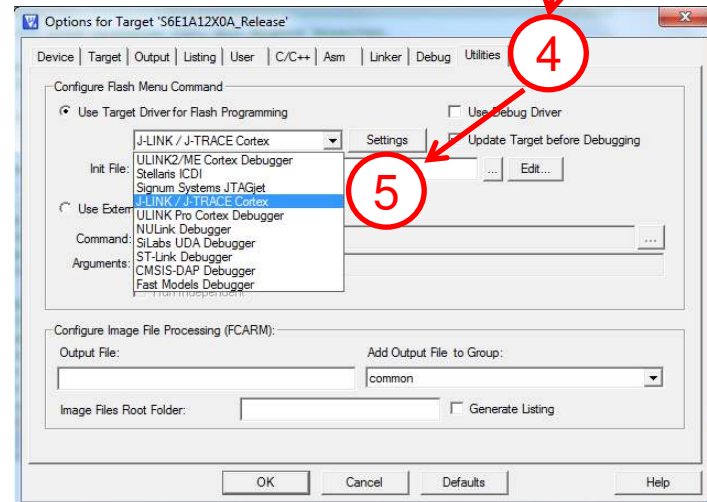 Options for Target 'S6E1A12X0A_Release'
Device | Target | Output | Listing | User | C/C++ | Asm | Linker | Debug | Utilities
4
Configure Flash Menu Command
Use Target Driver for Flash Programming
Use Debug Driver
J-LINK / J-TRACE Cortex
Settings
Update Target before Debugging
ULINK2/ME Cortex Debugger
Init File:
... Edit...
Stellaris ICDI
Signum Systems JTAGjet
J-LINK / J-TRACE Cortex
5
ULINK Pro Cortex Debugger
Use Extern
NULink Debugger
Command:
...
SiLabs UDA Debugger
ST-Link Debugger
Arguments:
CMSIS-DAP Debugger
Fast Models Debugger
Run Independent
Configure Image File Processing (FCARM):
Output File:
Add Output File to Group:
common
Image Files Root Folder:
Generate Listing
OK
Cancel
Defaults
Help